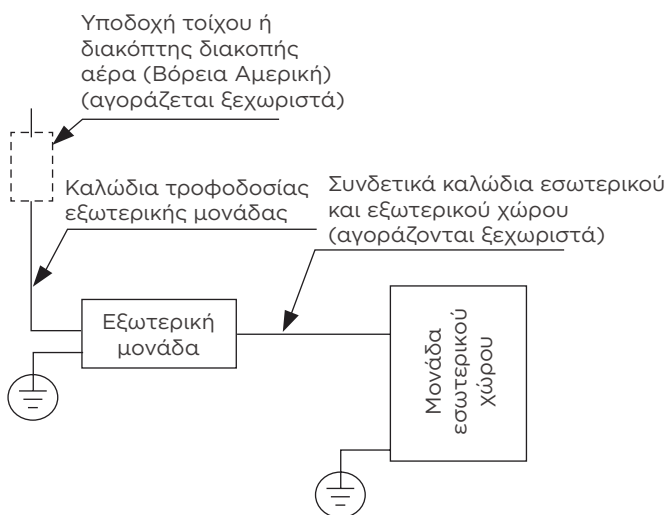 Υποδοχή τοίχου ή
διακόπτης διακοπής
αέρα (Βόρεια Αμερική)
(αγοράζεται ξεχωριστά)
Καλώδια τροφοδοσίας
εξωτερικής μονάδας
Συνδετικά καλώδια εσωτερικού
και εξωτερικού χώρου
(αγοράζονται ξεχωριστά)
Εξωτερική
μονάδα
Μονάδα
εσωτερικού
χώρου